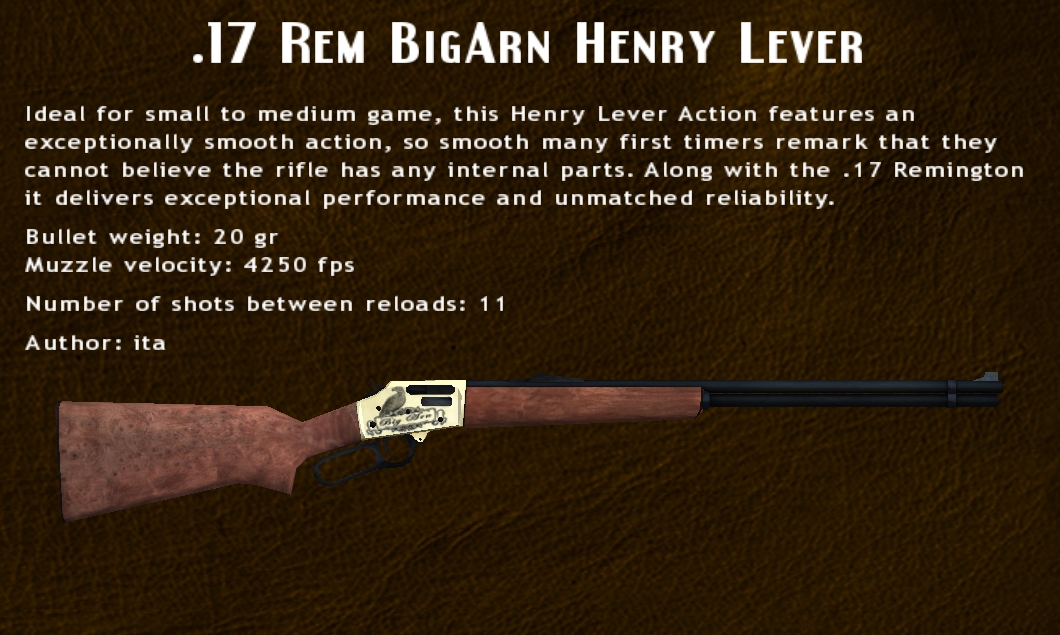 .17 REM BIGARN HENRY LEVER
Ideal for small to medium game, this Henry Lever Action features an
exceptionally smooth action, so smooth many first timers remark that they
cannot believe the rifle has any internal parts. Along with the .17 Remington
it delivers exceptional performance and unmatched reliability.
Bullet weight: 20 gr
Muzzle velocity: 4250 fps
Number of shots between reloads: 11
Author: ita